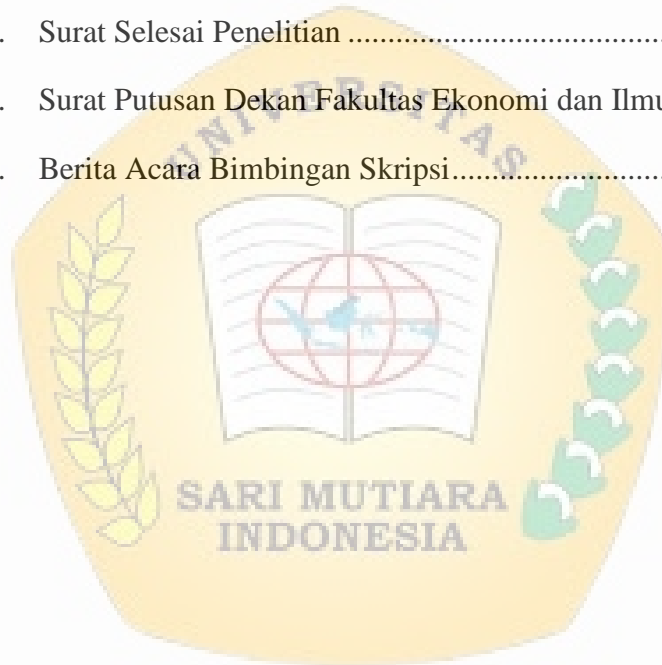 . Surat Selesai Penelitian ......................................
. Surat Putusan Dekan Fakultas Ekonomi dan Ilmu
. Berita Acara Bimbingan Skripsi...........................
UNIVERSITAS
SARI MUTIARA
INDONESIA